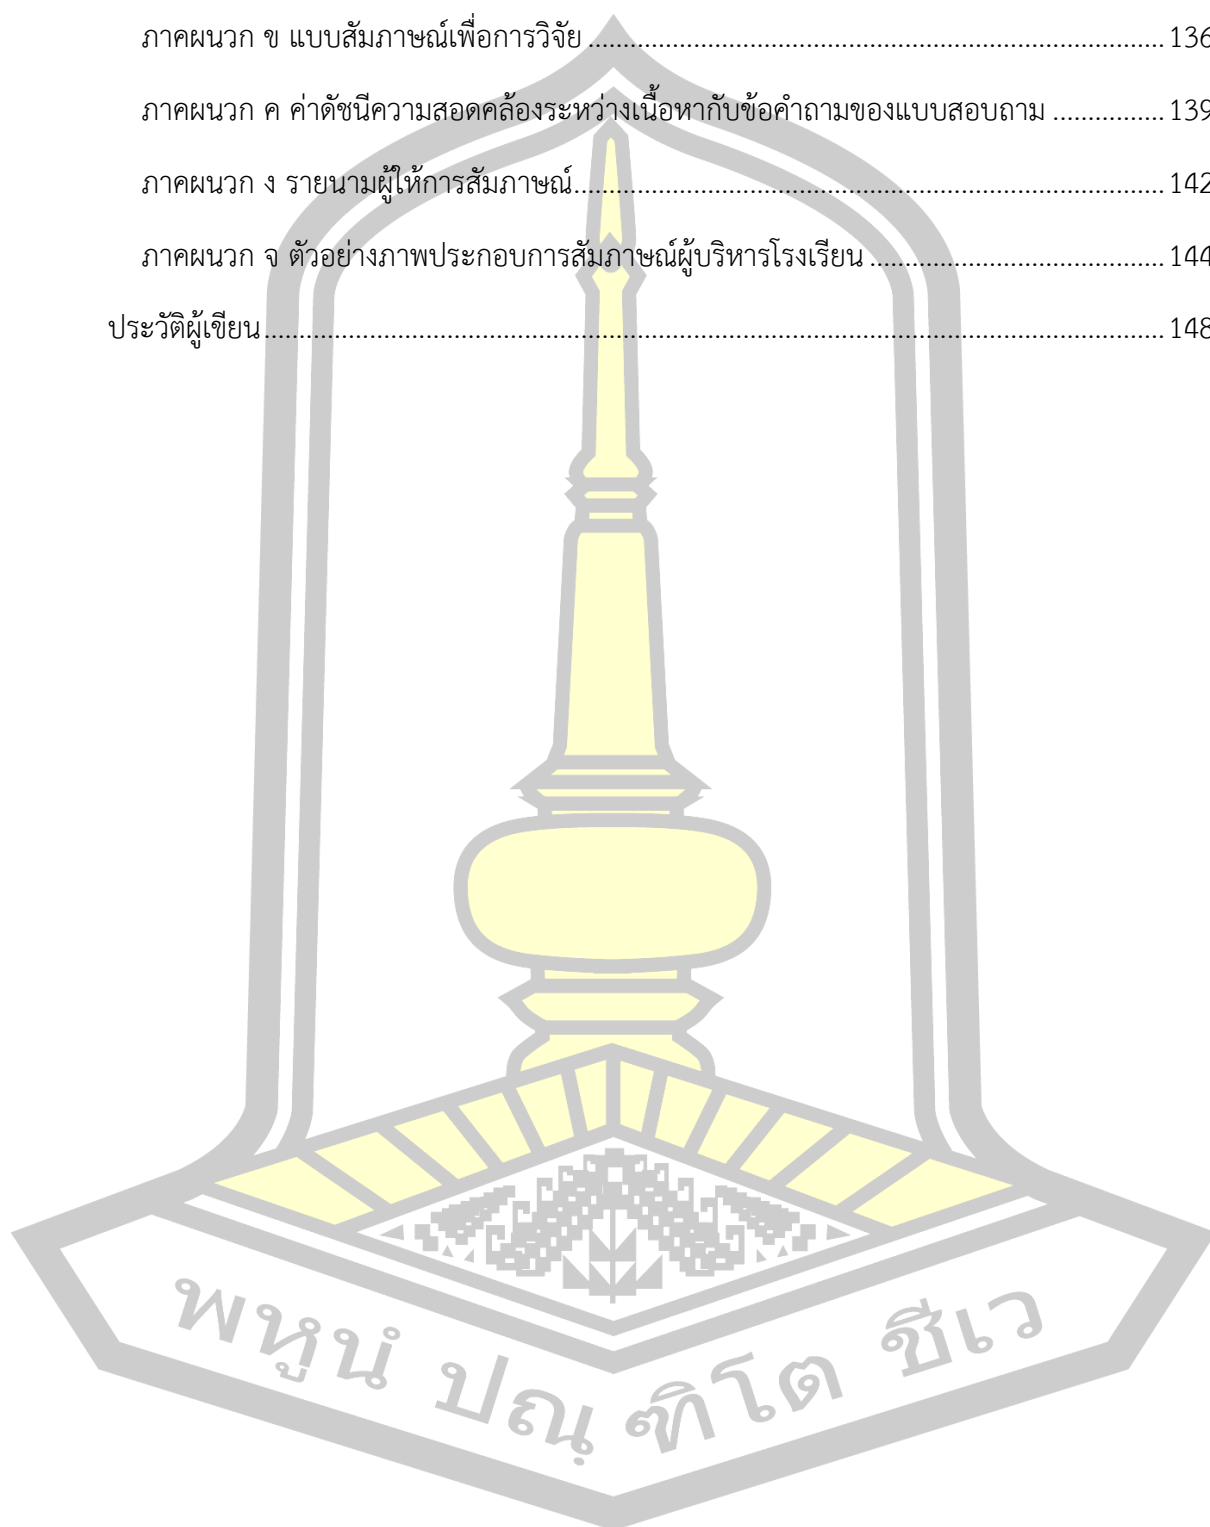 ภาคผนวก ข แบบสัมภาษณ์เพื่อการวิจัย ........................................................................................ 136
ภาคผนวก ค ค่าดัชนีความสอดคล้องระหว่างเนื้อหากับข้อคำถามของแบบสอบถาม ................ 139
ภาคผนวก ง รายนามผู้ให้การสัมภาษณ์........................................................................................ 142
ภาคผนวก จ ตัวอย่างภาพประกอบการสัมภาษณ์ผู้บริหารโรงเรียน ........................................... 144
ประวัติผู้เขียน.................................................................................................................................. 148
พหูนํ ปณฺฑิโต ชีเว